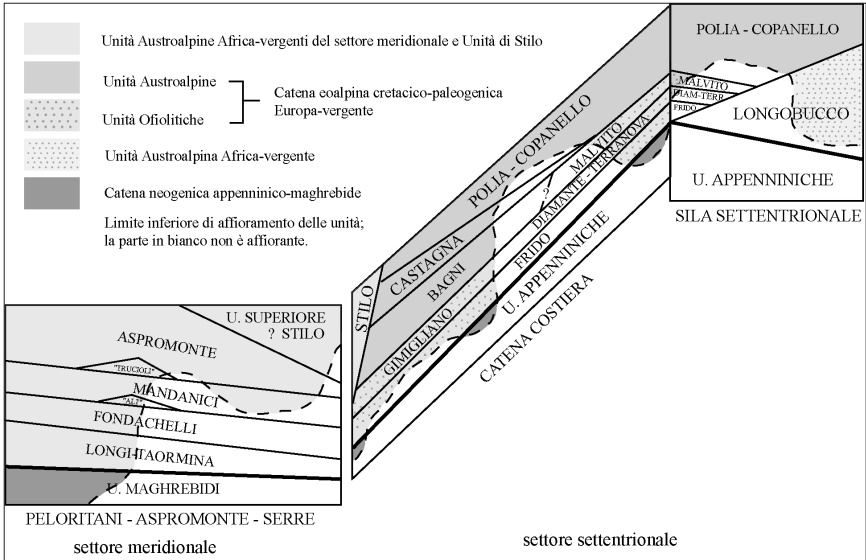 Unità Austroalpine Africa-vergenti del settore meridionale e Unità di Stilo
Unità Austroalpine
Unità Ofiolitiche
Catena eoalpina cretacico-paleogenica
Europa-vergente
Unità Austroalpina Africa-vergente
Catena neogenica appenninico-maghrebide
Limite inferiore di affioramento delle unità;
la parte in bianco non è affiorante.
U. SUPERIORE
? STILO
ASPROMONTE
"TRUCIOLI"
MANDANICI
"ALI"
FONDACHELLI
LONGI-TAORMINA
U. MAGHREBIDI
PELORITANI - ASPROMONTE - SERRE
settore meridionale
STILO
POLIA - COPANELLO
CASTAGNA
BAGNI
?
MALVITO
DIAMANTE - TERRANOVA
GIMIGLIANO
FRIDO
U. APPENNINICHE
CATENA COSTIERA
POLIA - COPANELLO
MALVITO
DIAM-TERR
FRIDO
LONGOBUCCO
U. APPENNINICHE
SILA SETTENTRIONALE
settore settentrionale